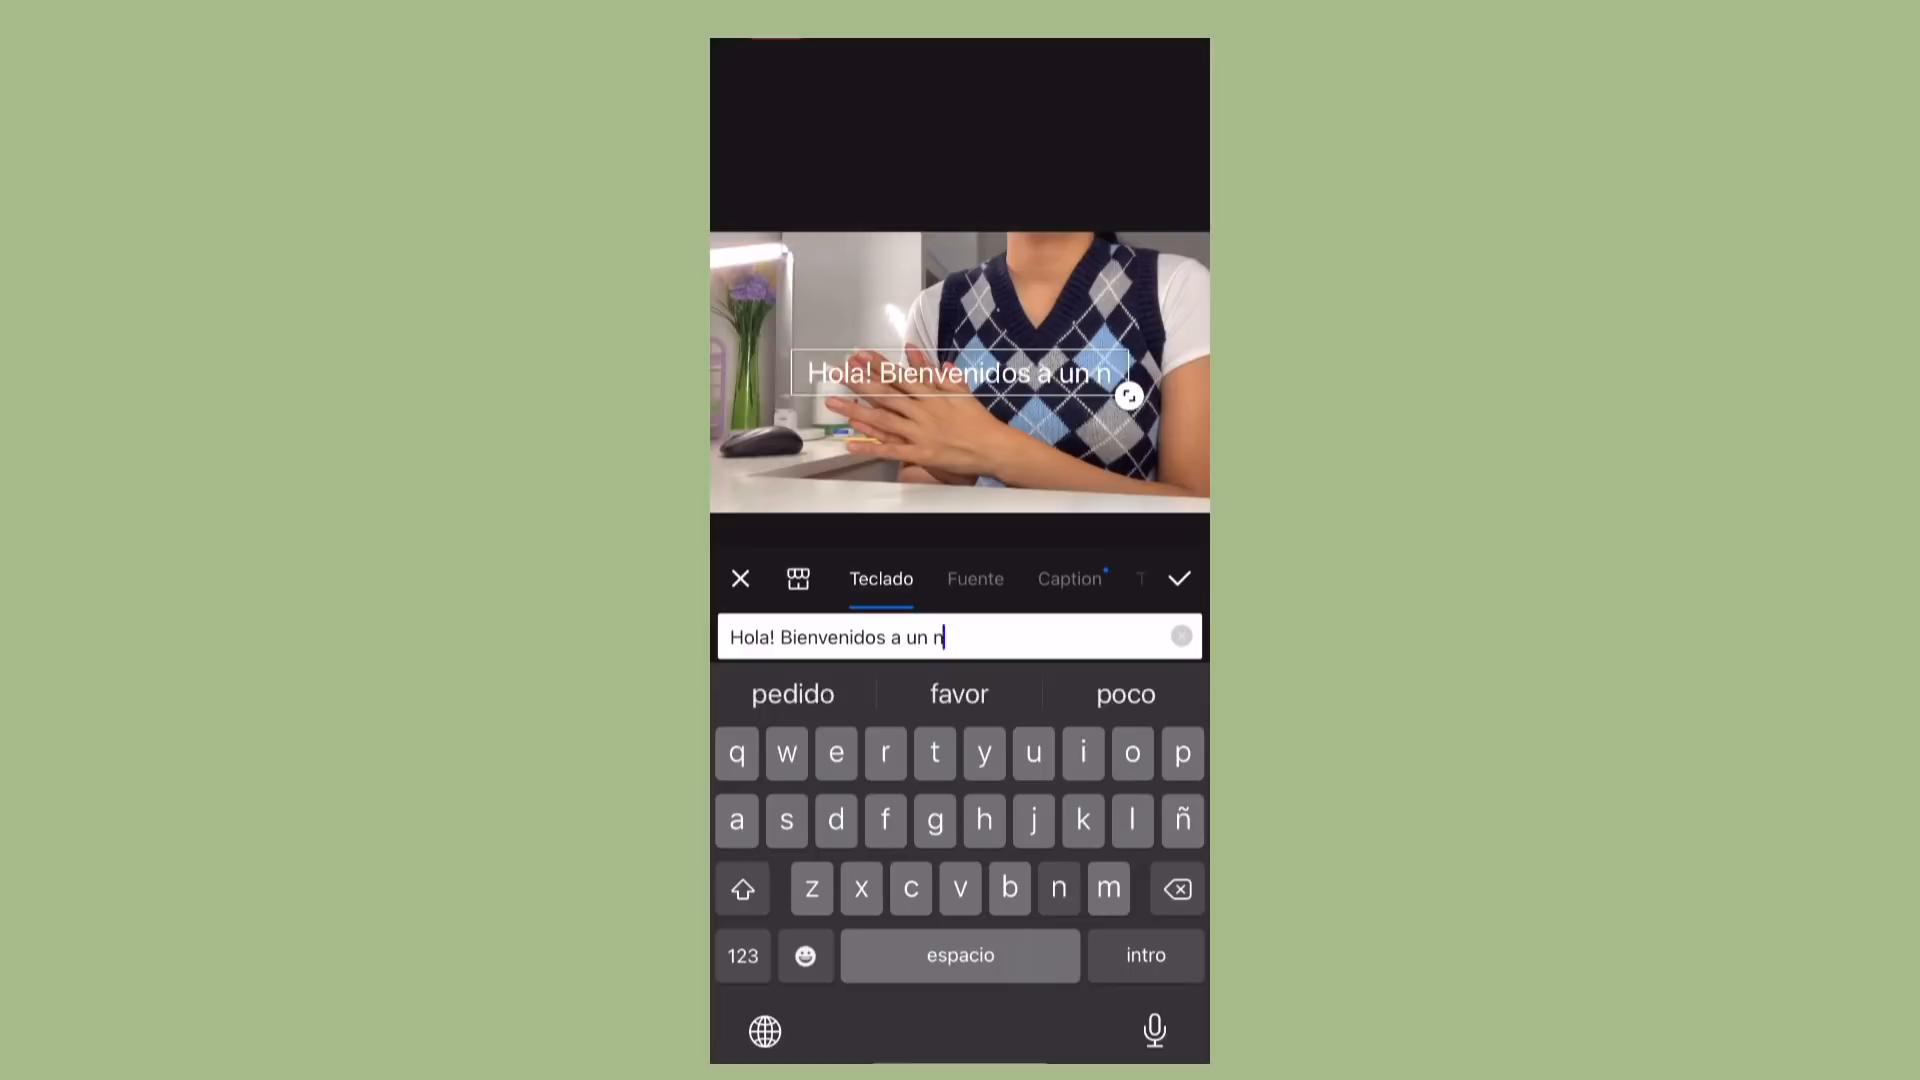 Hola! Bienvenidos a un n
Teclado Fuente Caption T
Hola! Bienvenidos a un n
pedido favor poco
q w e r t y u i o p
a s d f g h j k l ñ
z x c v b n m
123 espacio intro